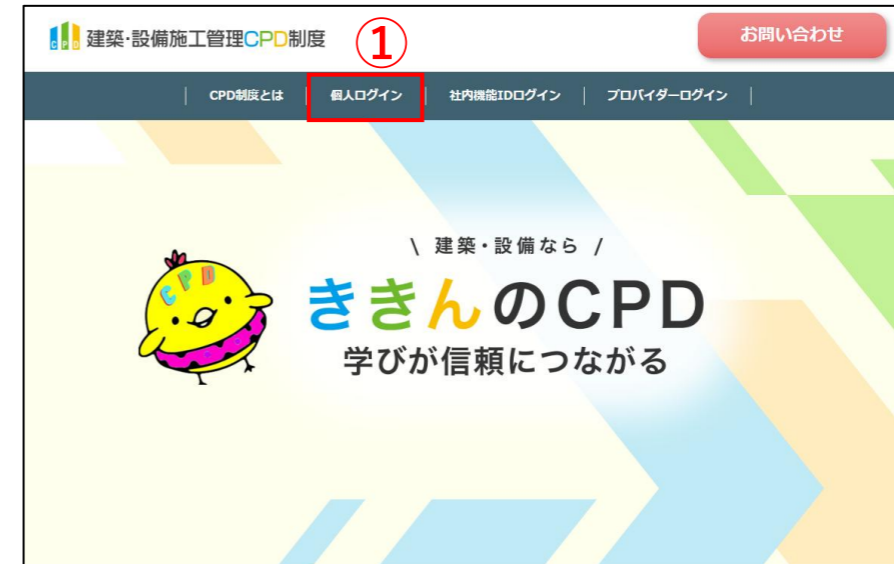 CPD 建築・設備施工管理CPD制度
①
お問い合わせ
CPD制度とは | 個人ログイン | 社内機能IDログイン | プロバイダーログイン |
\ 建築・設備なら /
CPD
ききんのCPD
学びが信頼につながる